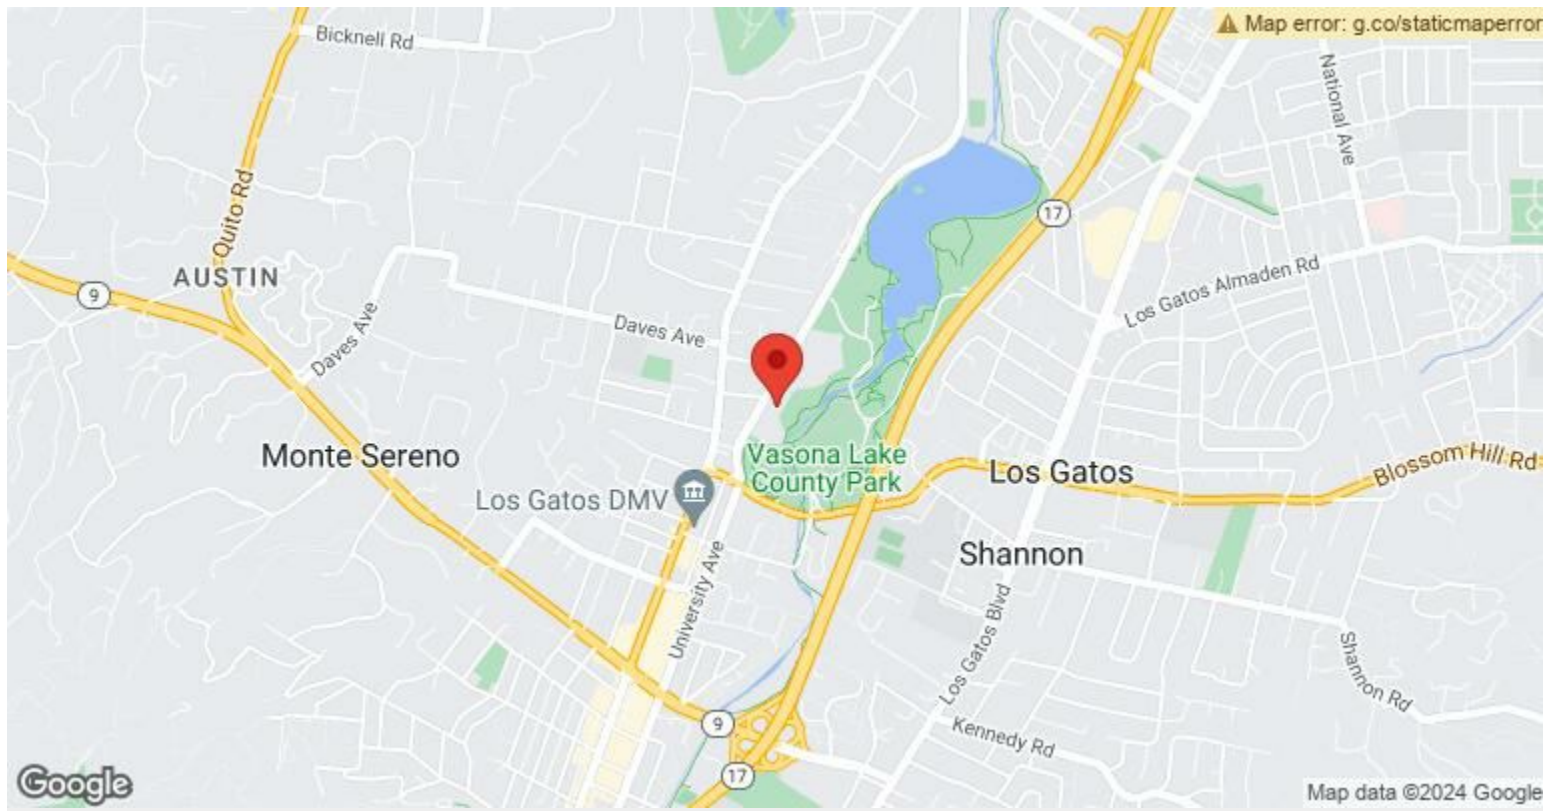 Bicknell Rd
Map error: g.co/staticmaperror
National Ave
Quito Rd
17
AUSTIN
9
Los Gatos Almaden Rd
Daves Ave
Daves Ave
Monte Sereno
Vasona Lake
County Park
Los Gatos
Blossom Hill Rd
Los Gatos DMV
Shannon
University Ave
Los Gatos Blvd
Shannon Rd
9
Kennedy Rd
17
Google
Map data ©2024 Google